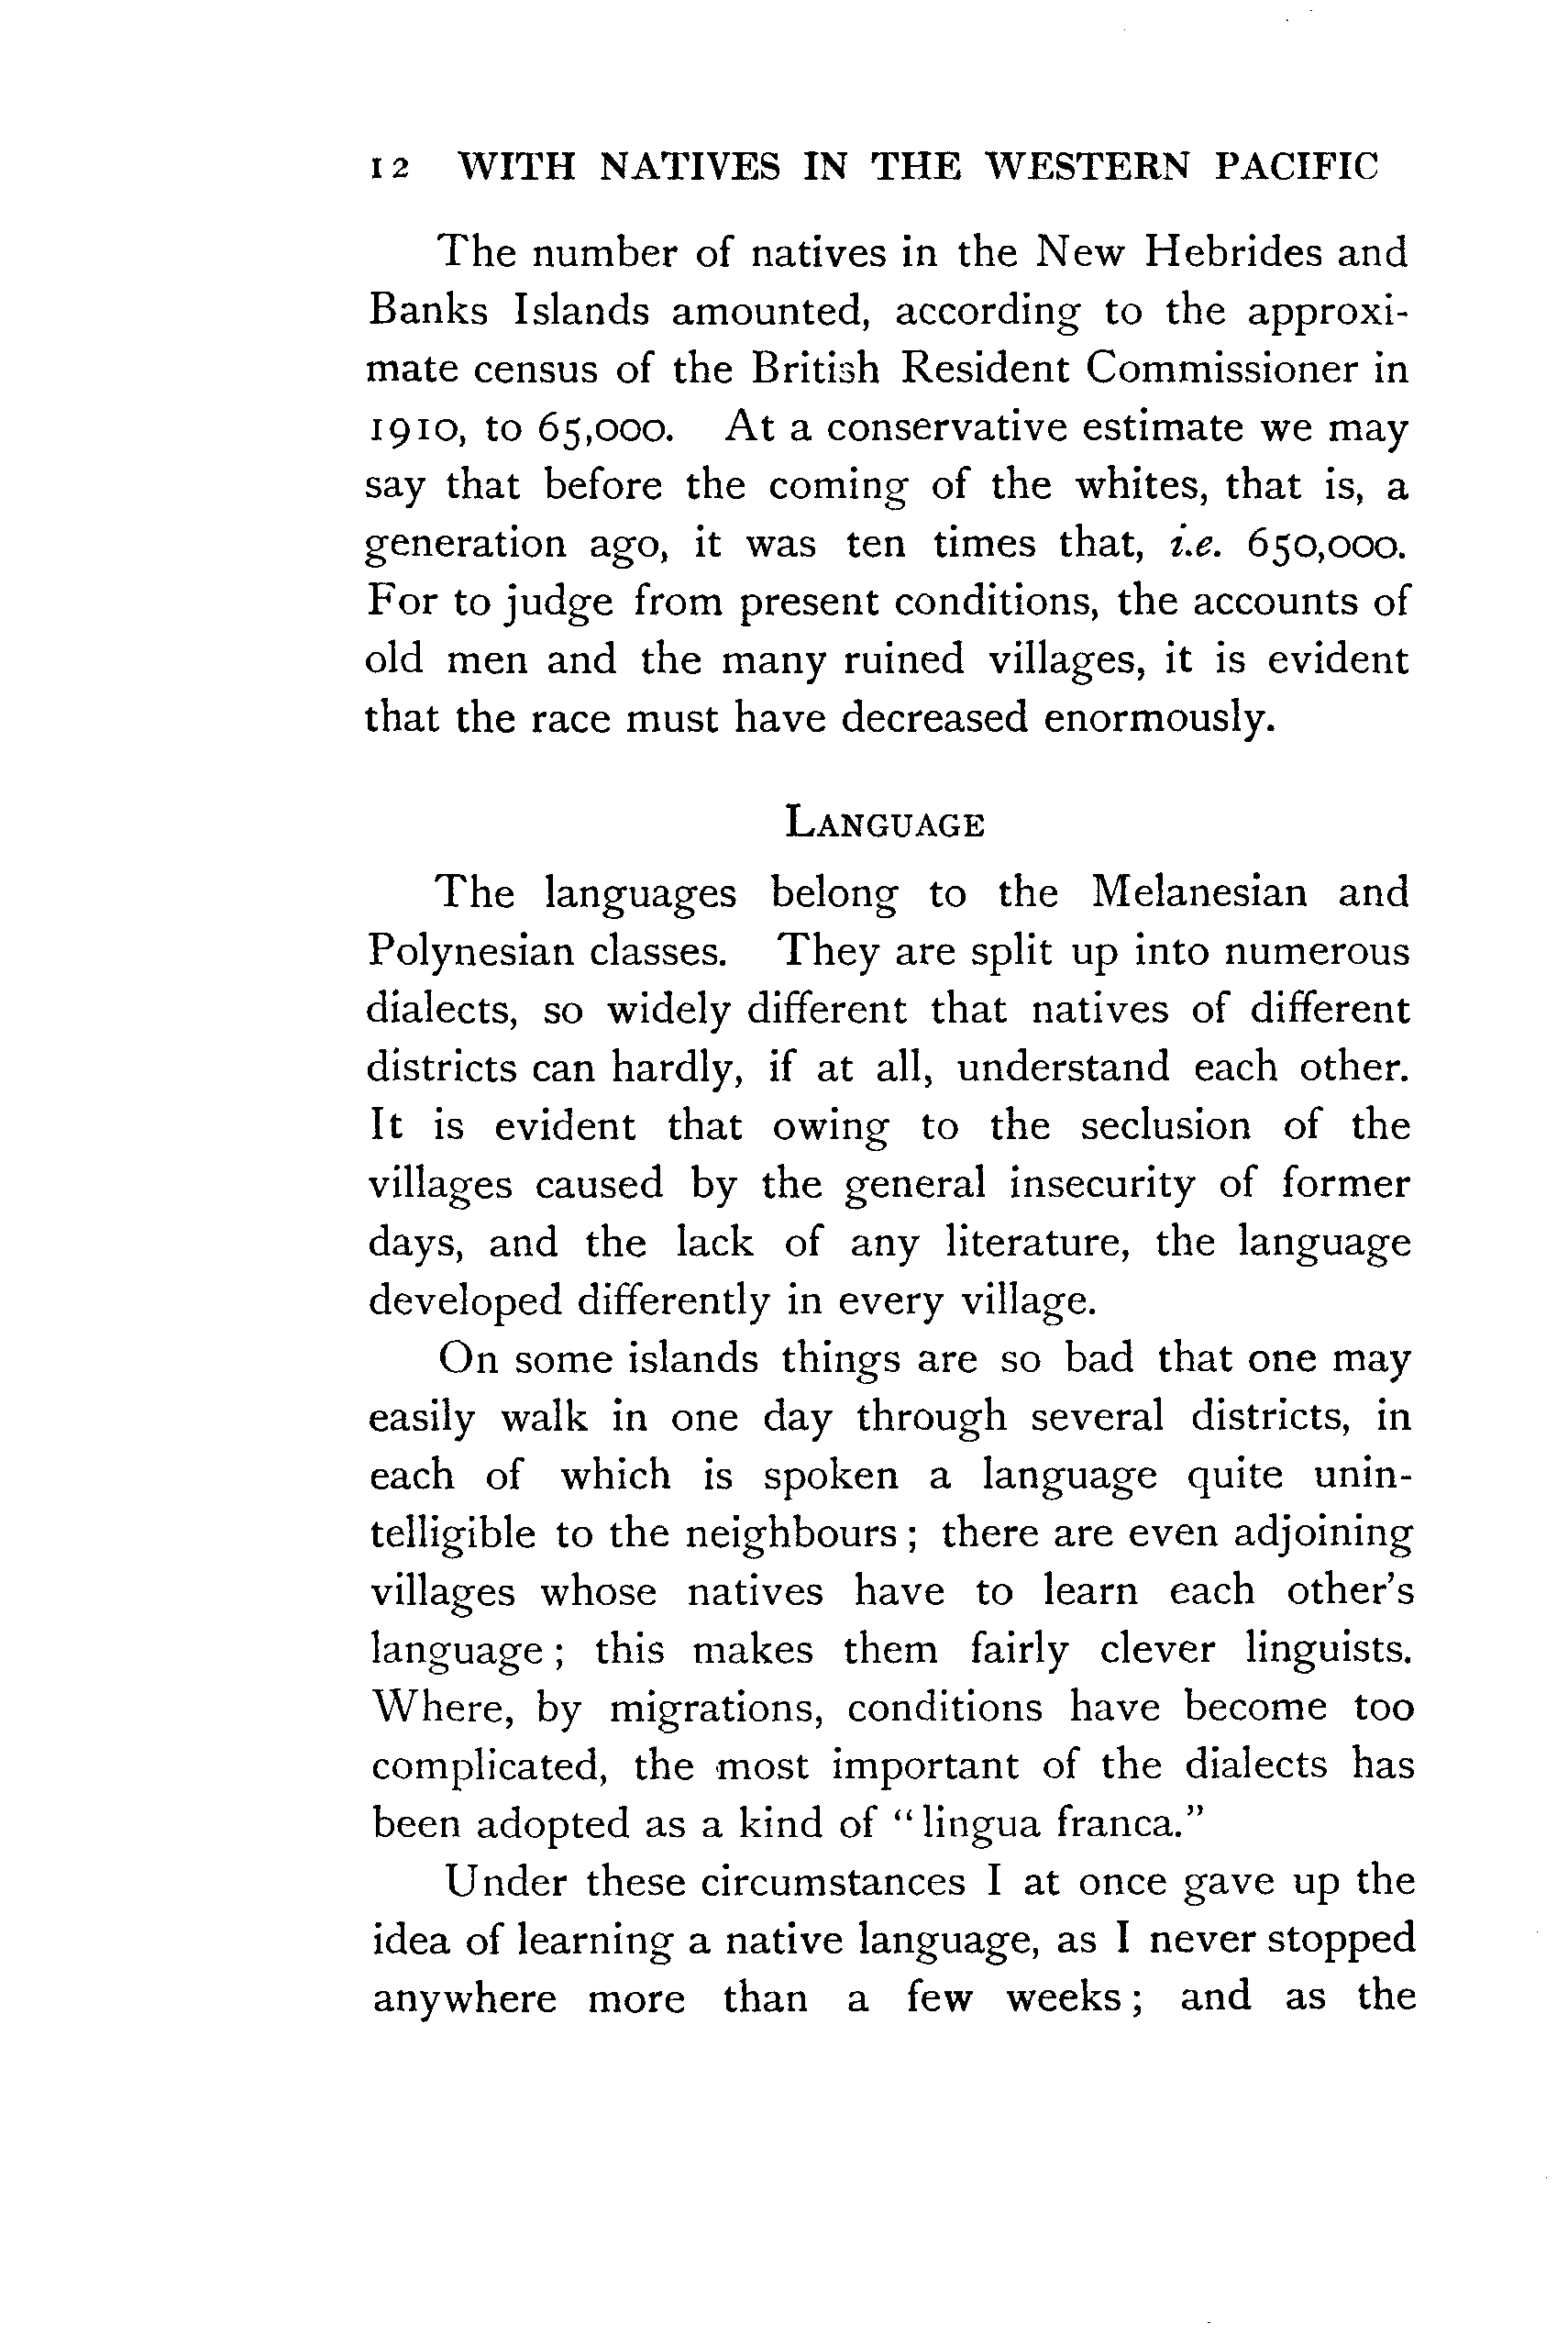 12 WITH NATIVES IN THE WESTERN PACIFIC
The number of natives in the New Hebrides and
Banks Islands amounted, according to the approxi-
mate census of the British Resident Commissioner in
1910, to 65,000. At a conservative estimate we may
say that before the coming of the whites, that is, a
generation ago, it was ten times that, i.e. 650,000.
For to judge from present conditions, the accounts of
old men and the many ruined villages, it is evident
that the race must have decreased enormously.
LANGUAGE
The languages belong to the Melanesian and
Polynesian classes. They are split up into numerous
dialects, so widely different that natives of different
districts can hardly, if at all, understand each other.
It is evident that owing to the seclusion of the
villages caused by the general insecurity of former
days, and the lack of any literature, the language
developed differently in every village.
On some islands things are so bad that one may
easily walk in one day through several districts, in
each of which is spoken a language quite unin-
telligible to the neighbours; there are even adjoining
villages whose natives have to learn each other's
language; this makes them fairly clever linguists.
Where, by migrations, conditions have become too
complicated, the most important of the dialects has
been adopted as a kind of "lingua franca."
Under these circumstances I at once gave up the
idea of learning a native language, as I never stopped
anywhere more than a few weeks; and as the